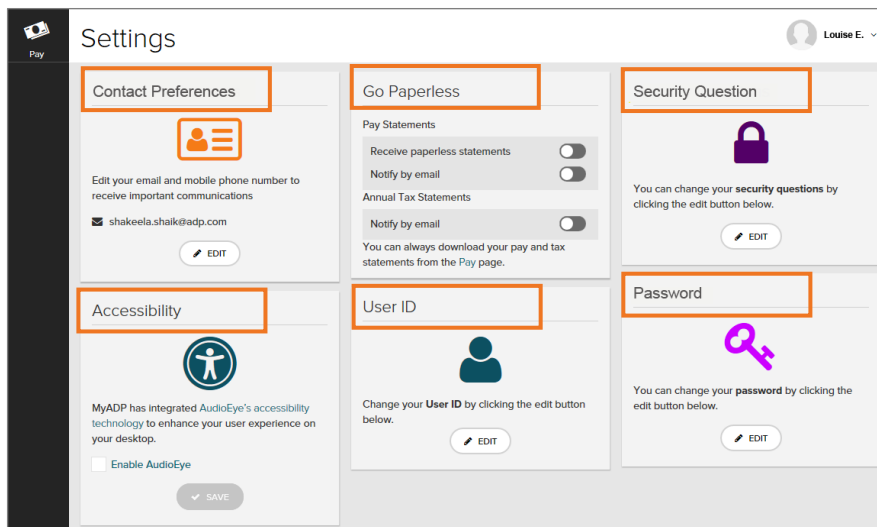 Pay
Settings
Louise E.
Contact Preferences
Edit your email and mobile phone number to
receive important communications
shakeela.shaik@adp.com
EDIT
Go Paperless
Pay Statements
Receive paperless statements
Notify by email
Annual Tax Statements
Notify by email
You can always download your pay and tax
statements from the Pay page.
Security Question
You can change your security questions by
clicking the edit button below.
EDIT
Accessibility
MyADP has integrated AudioEye's accessibility
technology to enhance your user experience on
your desktop.
Enable AudioEye
SAVE
User ID
Change your User ID by clicking the edit button
below.
EDIT
Password
You can change your password by clicking the
edit button below.
EDIT